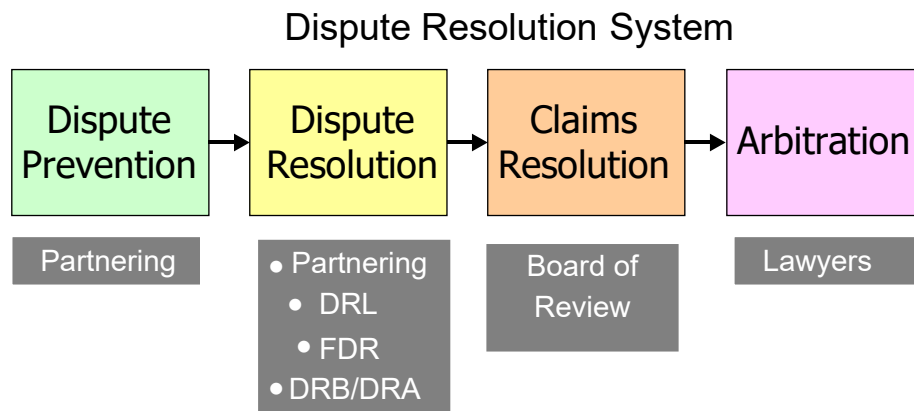 Dispute Resolution System
Dispute
Prevention
Dispute
Resolution
Claims
Resolution
Arbitration
Partnering
• Partnering
• DRL
• FDR
• DRB/DRA
Board of
Review
Lawyers